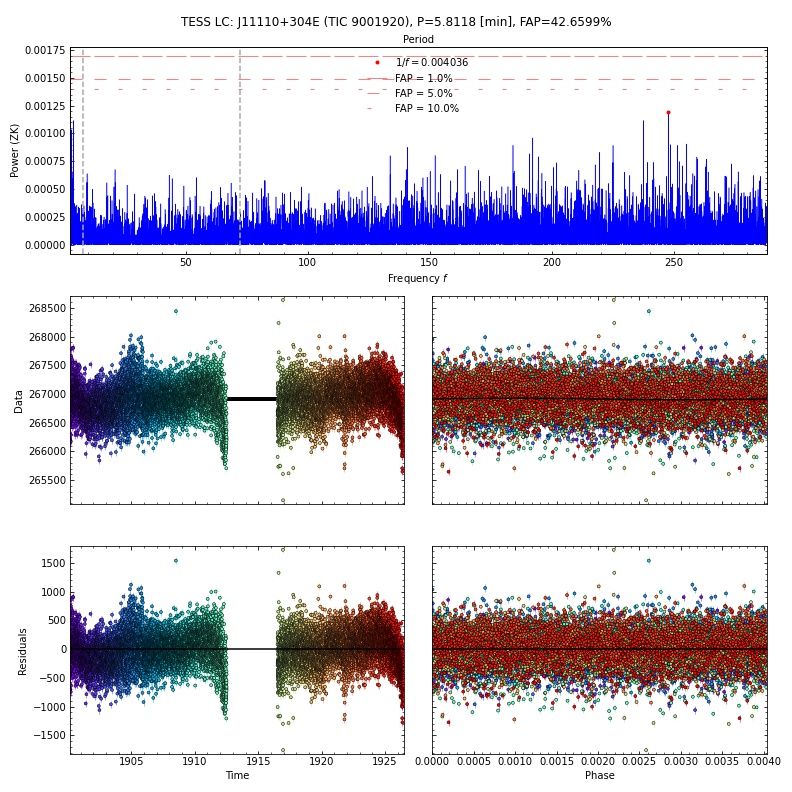 TESS LC: J11110+304E (TIC 9001920), P=5.8118 [min], FAP=42.6599%
Period
0.00175
0.00150
0.00125
0.00100
0.00075
0.00050
0.00025
0.00000
Power (ZK)
1/f = 0.004036
FAP = 1.0%
FAP = 5.0%
FAP = 10.0%
50 100 150 200 250
Frequency f
268500
268000
267500
267000
266500
266000
265500
Data
1500
1000
500
0
−500
−1000
−1500
Residuals
1905 1910 1915 1920 1925
Time
0.0000 0.0005 0.0010 0.0015 0.0020 0.0025 0.0030 0.0035 0.0040
Phase